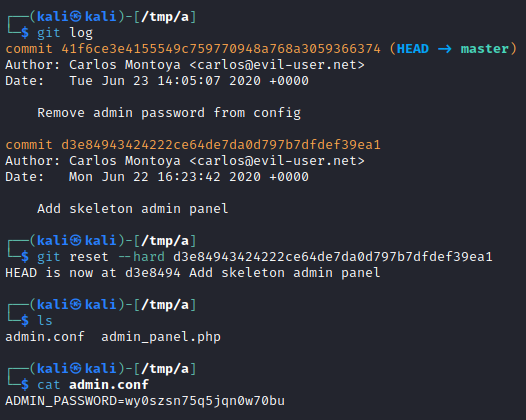 ┌──(kali㉿kali)-[/tmp/a]
└─$ git log
commit 41f6ce3e4155549c759770948a768a3059366374 (HEAD → master)
Author: Carlos Montoya <carlos@evil-user.net>
Date:   Tue Jun 23 14:05:07 2020 +0000
    Remove admin password from config
commit d3e84943424222ce64de7da0d797b7dfdef39ea1
Author: Carlos Montoya <carlos@evil-user.net>
Date:   Mon Jun 22 16:23:42 2020 +0000
    Add skeleton admin panel
┌──(kali㉿kali)-[/tmp/a]
└─$ git reset --hard d3e84943424222ce64de7da0d797b7dfdef39ea1
HEAD is now at d3e8494 Add skeleton admin panel
┌──(kali㉿kali)-[/tmp/a]
└─$ ls
admin.conf  admin_panel.php
┌──(kali㉿kali)-[/tmp/a]
└─$ cat admin.conf
ADMIN_PASSWORD=wy0szsn75q5jqn0w70bu